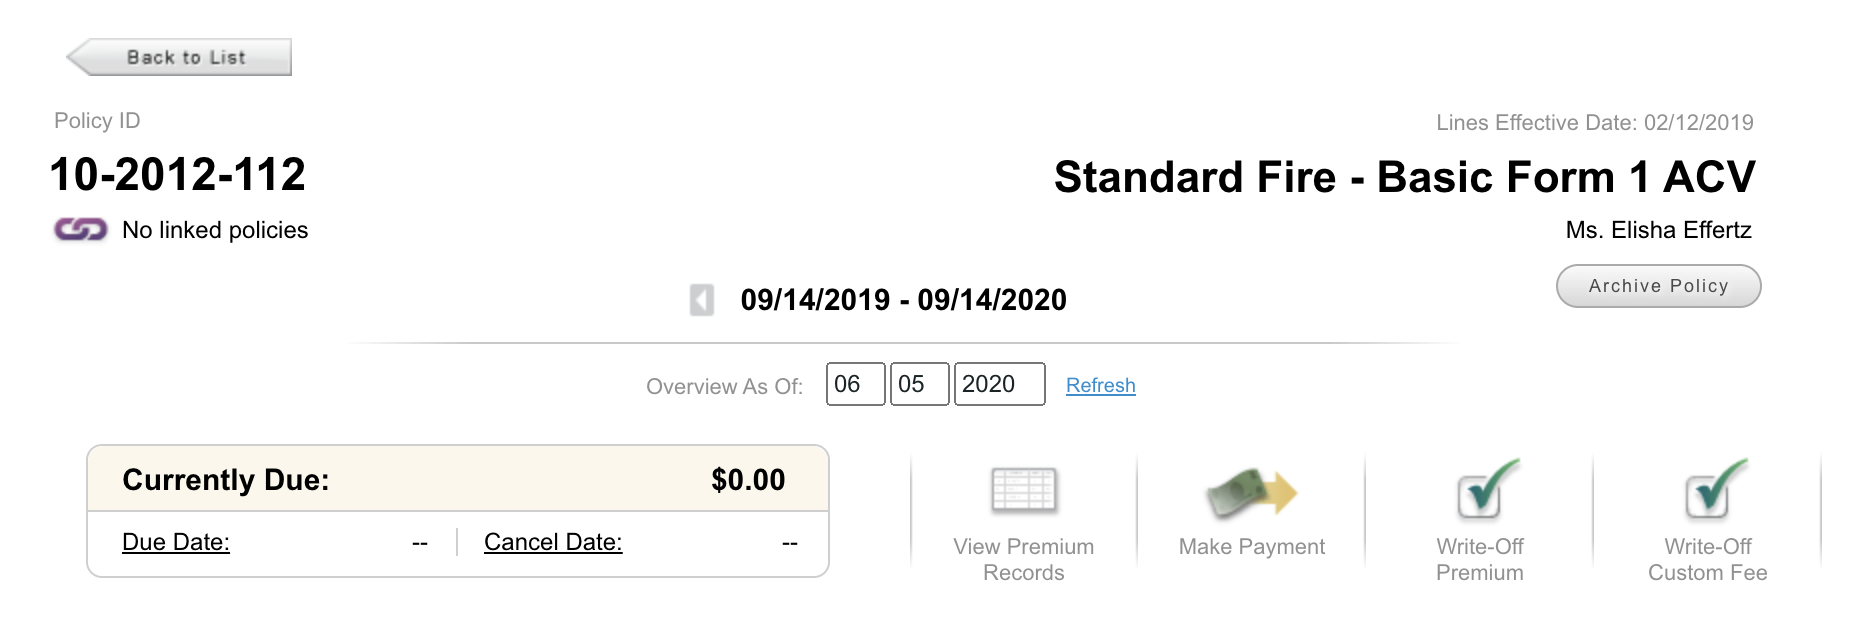 Back to List
Policy ID
Lines Effective Date: 02/12/2019
10-2012-112
Standard Fire - Basic Form 1 ACV
No linked policies
Ms. Elisha Effertz
Archive Policy
09/14/2019 - 09/14/2020
Overview As Of: 06 05 2020 Refresh
Currently Due: $0.00
Due Date: -- Cancel Date: --
View Premium
Records
Make Payment
Write-Off
Premium
Write-Off
Custom Fee